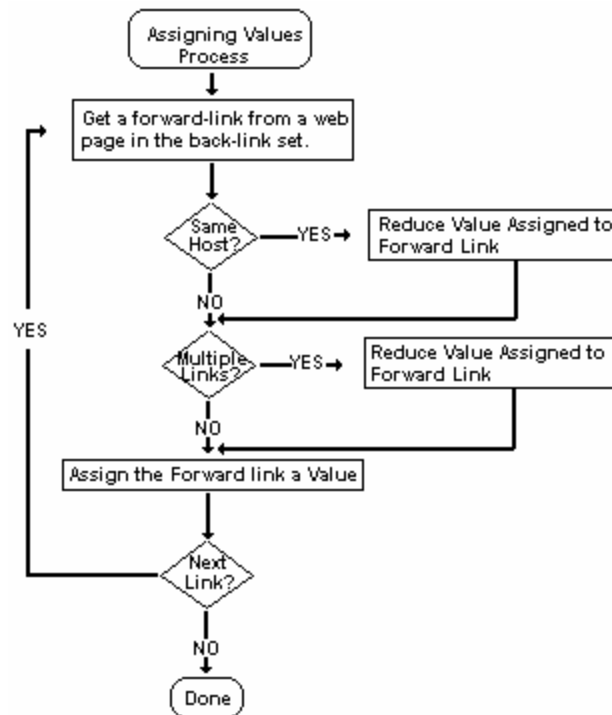 Assigning Values
Process
Get a forward-link from a web
page in the back-link set.
Same
Host?
YES
Reduce Value Assigned to
Forward Link
NO
YES
Multiple
Links?
YES
Reduce Value Assigned to
Forward Link
NO
Assign the Forward link a Value
Next
Link?
NO
Done